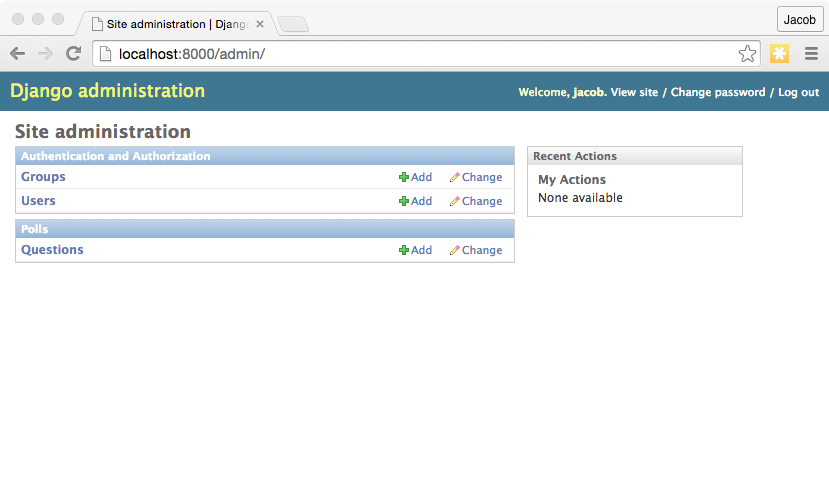 Site administration | Djang
Jacob
localhost:8000/admin/
Django administration
Welcome, jacob. View site / Change password / Log out
Site administration
Authentication and Authorization
Groups Add Change
Users Add Change
Polls
Questions Add Change
Recent Actions
My Actions
None available